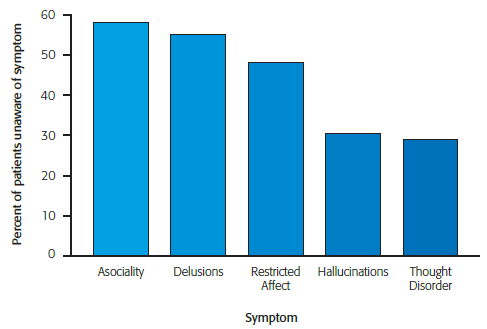 Percent of patients unaware of symptom
60
50
40
30
20
10
0
Asociality
Delusions
Restricted
Affect
Hallucinations
Thought
Disorder
Symptom